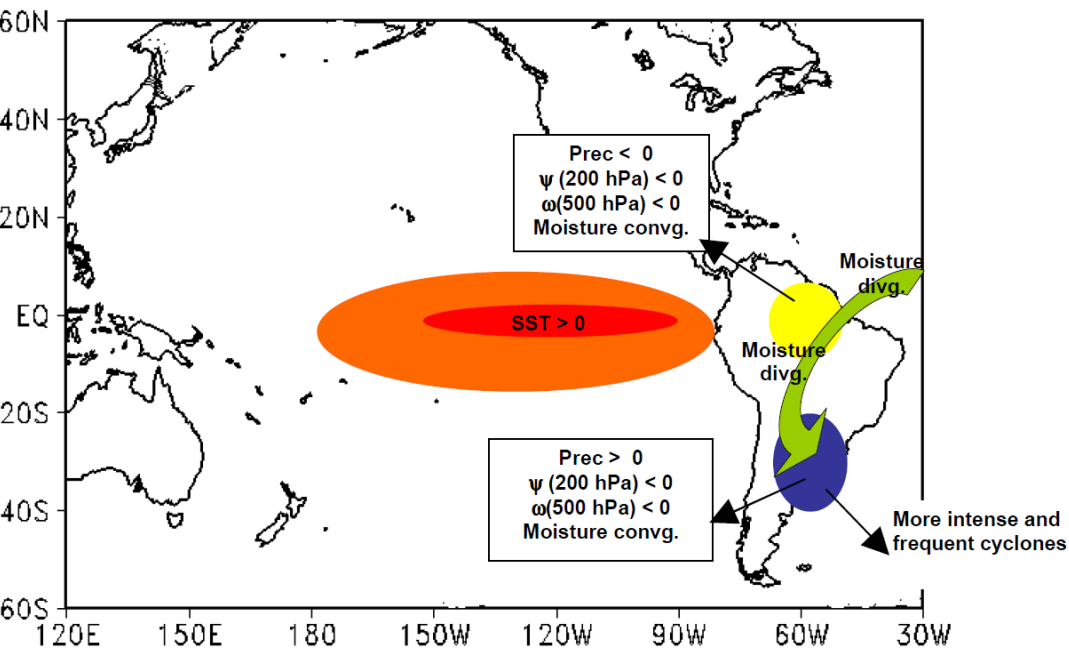 60N
40N
20N
EQ
20S
40S
60S
120E 150E 180 150W 120W 90W 60W 30W
Prec < 0
ψ (200 hPa) < 0
ω(500 hPa) < 0
Moisture convg.
Moisture
divg.
SST > 0
Moisture
divg.
Prec > 0
ψ (200 hPa) < 0
ω(500 hPa) < 0
Moisture convg.
More intense and
frequent cyclones